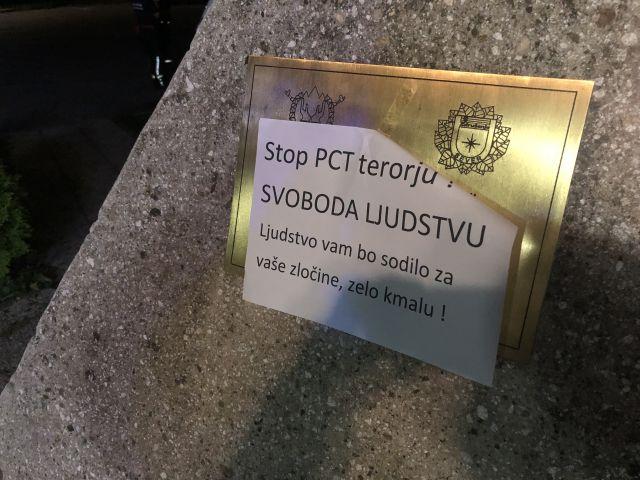 Stop PCT terorju !
SVOBODA LJUDSTVU
Ljudstvo vam bo sodilo za
vaše zločine, zelo kmalu !